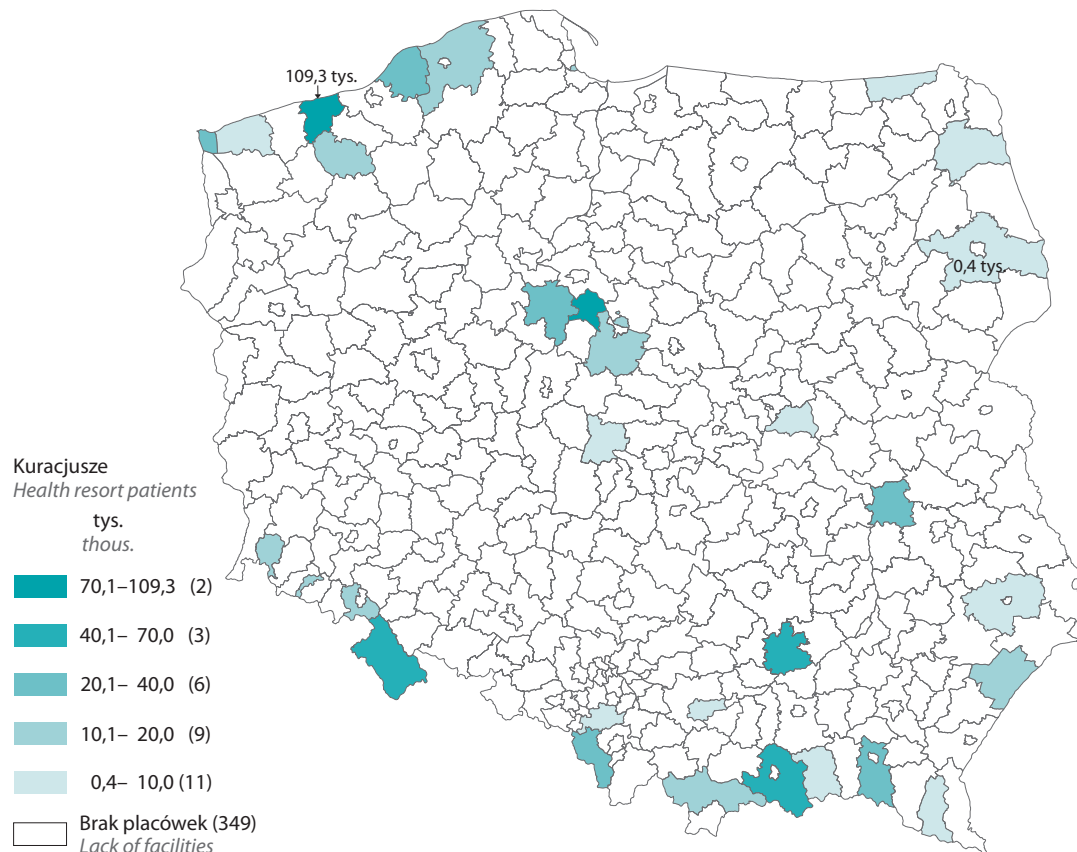 109,3 tys.
0,4 tys.
Kuracjusze
Health resort patients
tys.
thous.
70,1–109,3 (2)
40,1– 70,0 (3)
20,1– 40,0 (6)
10,1– 20,0 (9)
0,4– 10,0 (11)
Brak placówek (349)
Lack of facilities